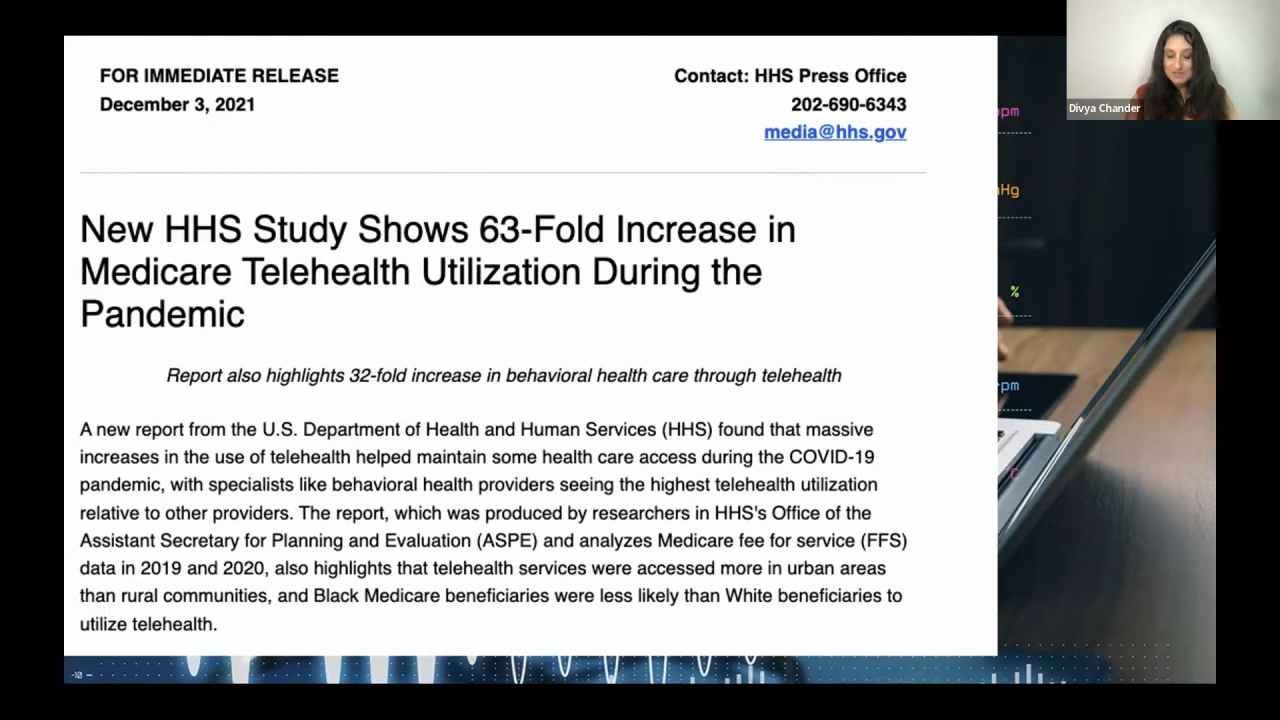 FOR IMMEDIATE RELEASE
December 3, 2021
Contact: HHS Press Office
202-690-6343
media@hhs.gov
Divya Chander
New HHS Study Shows 63-Fold Increase in
Medicare Telehealth Utilization During the
Pandemic
Report also highlights 32-fold increase in behavioral health care through telehealth
A new report from the U.S. Department of Health and Human Services (HHS) found that massive
increases in the use of telehealth helped maintain some health care access during the COVID-19
pandemic, with specialists like behavioral health providers seeing the highest telehealth utilization
relative to other providers. The report, which was produced by researchers in HHS's Office of the
Assistant Secretary for Planning and Evaluation (ASPE) and analyzes Medicare fee for service (FFS)
data in 2019 and 2020, also highlights that telehealth services were accessed more in urban areas
than rural communities, and Black Medicare beneficiaries were less likely than White beneficiaries to
utilize telehealth.
%
-10